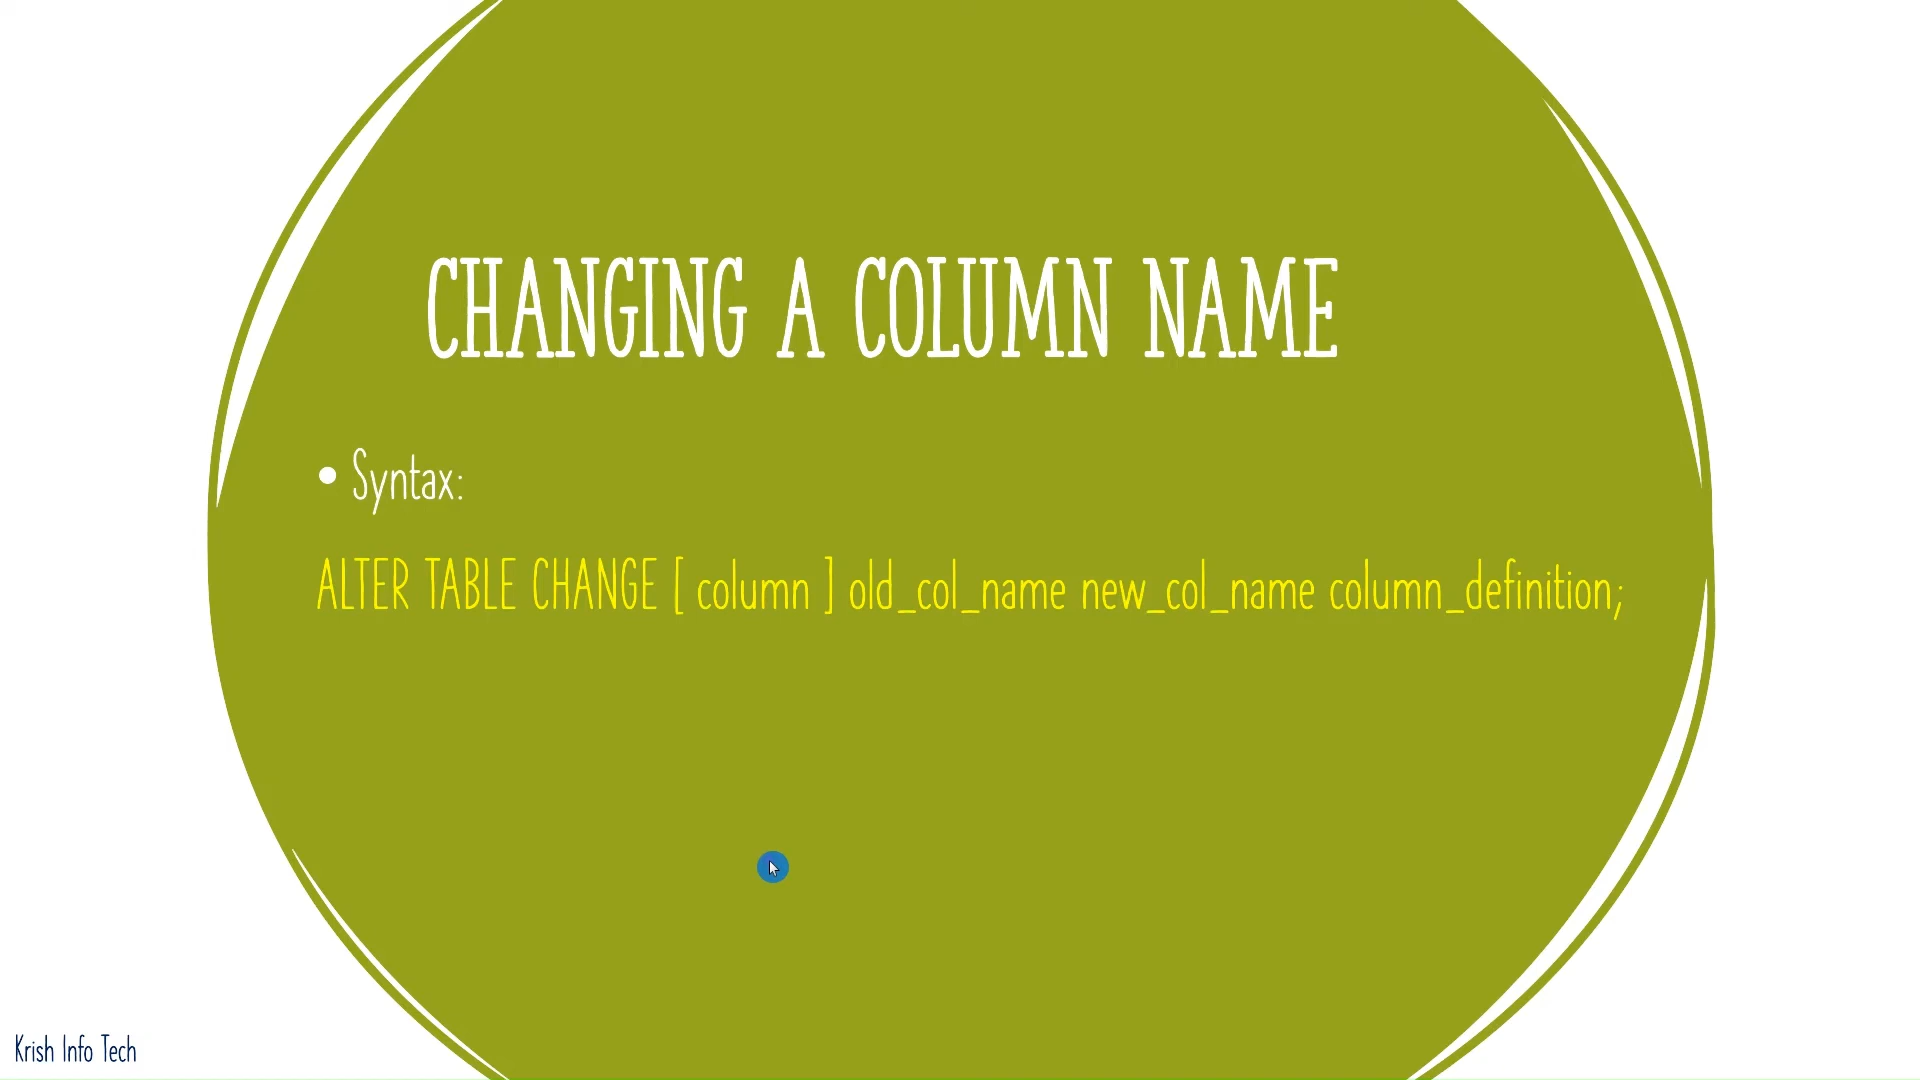 CHANGING A COLUMN NAME
• Syntax:
ALTER TABLE CHANGE [ column ] old_col_name new_col_name column_definition;
Krish Info Tech